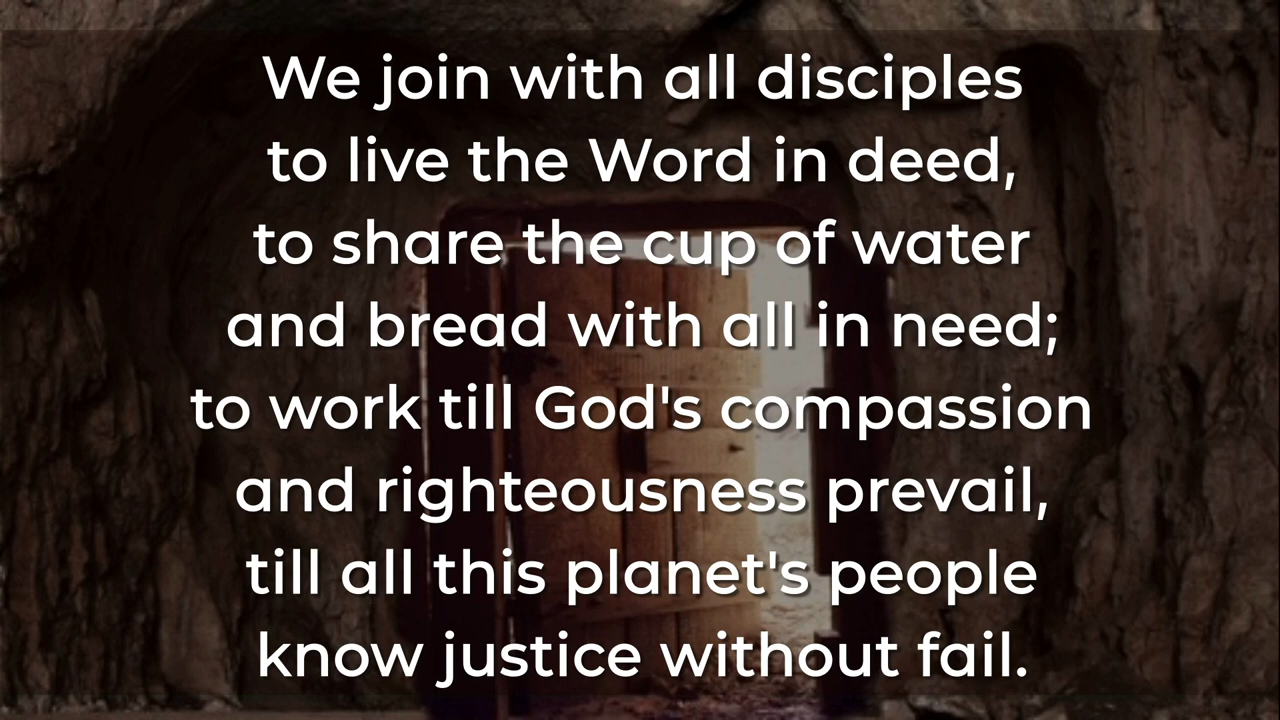 We join with all disciples
to live the Word in deed,
to share the cup of water
and bread with all in need;
to work till God's compassion
and righteousness prevail,
till all this planet's people
know justice without fail.